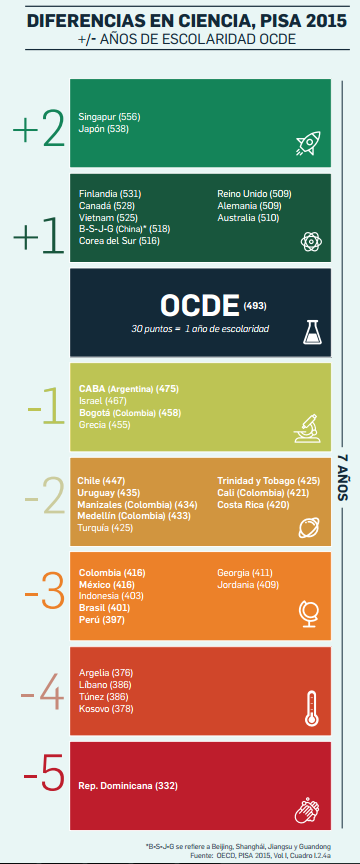 DIFERENCIAS EN CIENCIA, PISA 2015
+/- AÑOS DE ESCOLARIDAD OCDE
+2
Singapur (556)
Japón (538)
+1
Finlandia (531)
Canadá (528)
Vietnam (525)
B-S-J-G (China)* (518)
Corea del Sur (516)
Reino Unido (509)
Alemania (509)
Australia (510)
OCDE (493)
30 puntos = 1 año de escolaridad
-1
CABA (Argentina) (475)
Israel (467)
Bogotá (Colombia) (458)
Grecia (455)
-2
Chile (447)
Uruguay (435)
Manizales (Colombia) (434)
Medellín (Colombia) (433)
Turquía (425)
Trinidad y Tobago (425)
Cali (Colombia) (421)
Costa Rica (420)
7 AÑOS
-3
Colombia (416)
México (416)
Indonesia (403)
Brasil (401)
Perú (397)
Georgia (411)
Jordania (409)
-4
Argelia (376)
Líbano (386)
Túnez (386)
Kosovo (378)
-5
Rep. Dominicana (332)
*B•S•J•G se refiere a Beijing, Shanghái, Jiangsu y Guandong
Fuente: OECD, PISA 2015, Vol I, Cuadro I.2.4a